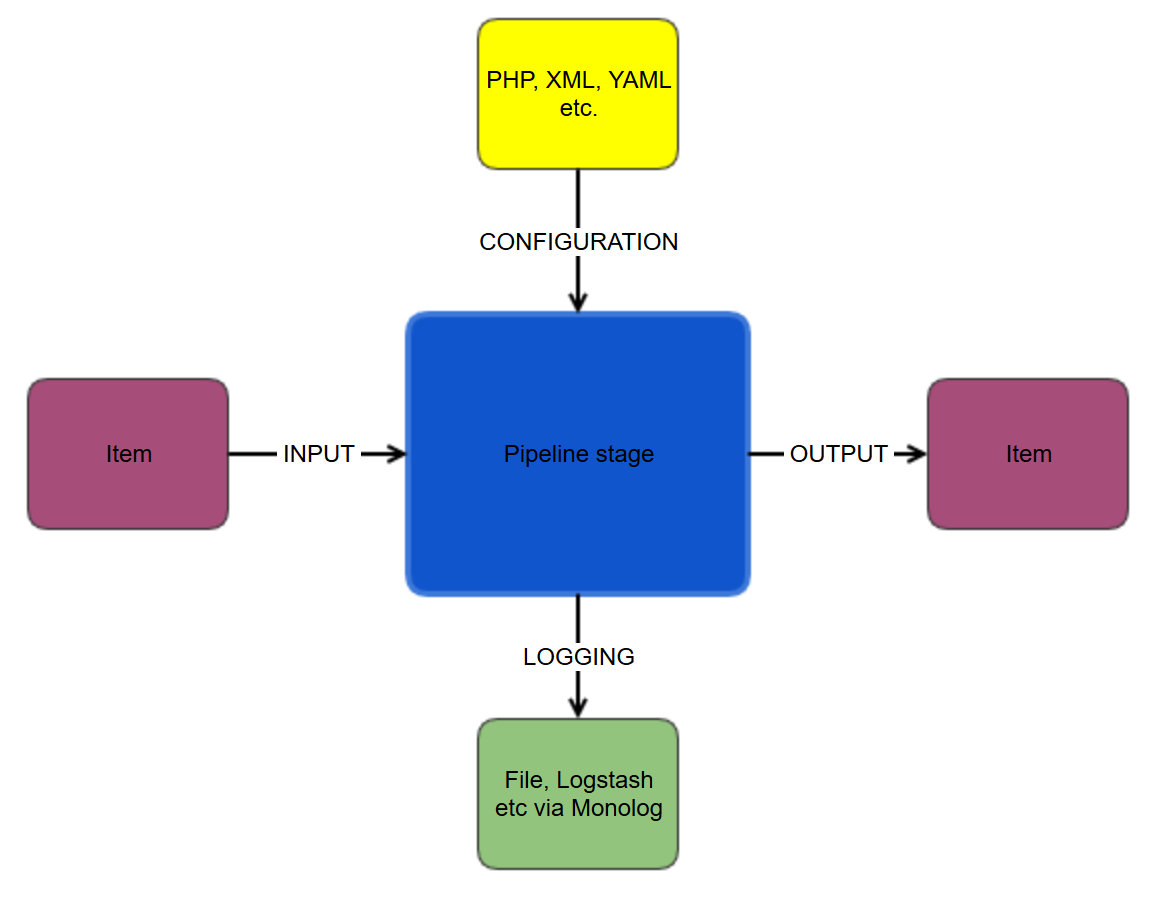 PHP, XML, YAML
etc.
CONFIGURATION
Item
INPUT
Pipeline stage
OUTPUT
Item
LOGGING
File, Logstash
etc via Monolog